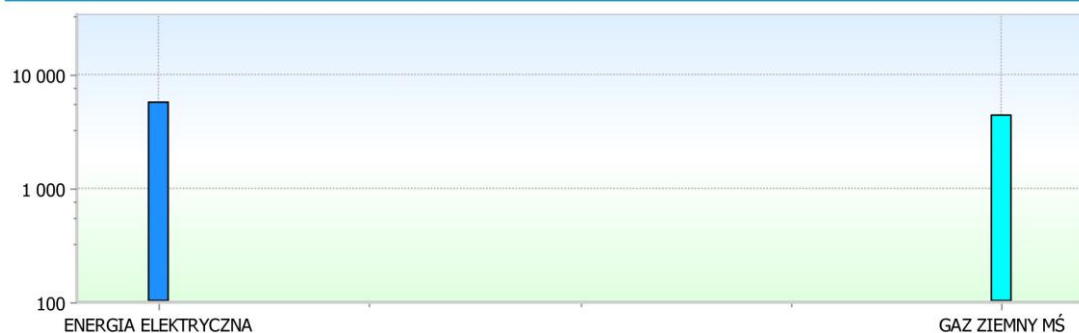 10 000
1 000
100
ENERGIA ELEKTRYCZNA
GAZ ZIEMNY MŚ